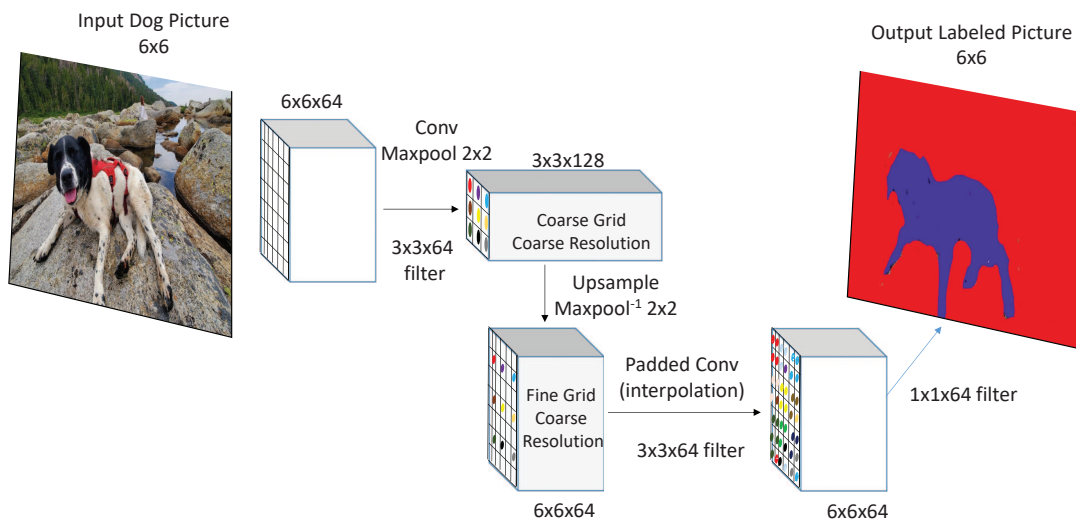 Input Dog Picture
6x6
6x6x64
Conv
Maxpool 2x2
3x3x64
filter
3x3x128
Coarse Grid
Coarse Resolution
Upsample
Maxpool⁻¹ 2x2
Fine Grid
Coarse
Resolution
6x6x64
Padded Conv
(interpolation)
3x3x64 filter
6x6x64
1x1x64 filter
Output Labeled Picture
6x6